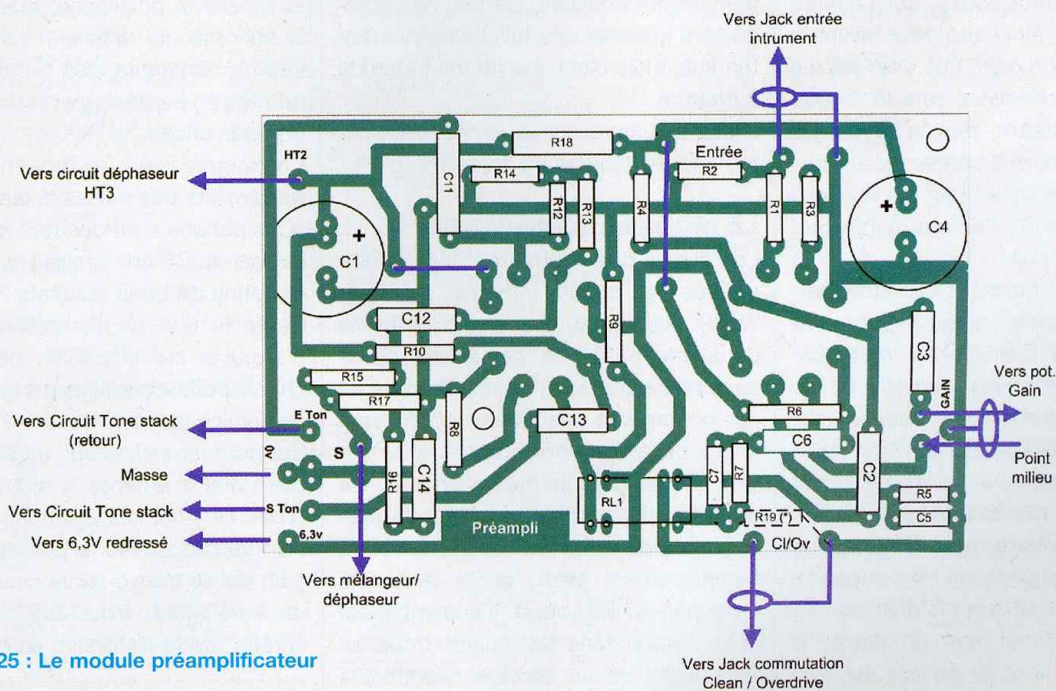 Vers Jack entrée
intrument
Vers circuit déphaseur
HT3
HT2
R18
Entrée
C11
R14
R2
R12
R13
R4
R1
R3
+
C1
+
C4
C12
R9
R10
C3
R15
R17
E Ton
Vers Circuit Tone stack
(retour)
GAIN
Vers pot.
Gain
R8
C13
R6
C6
S
Masse
R16
C14
C7
R7
C2
Point
milieu
S Ton
Vers Circuit Tone stack
RL1
R5
R19 (*)
C5
6,3v
Vers 6,3V redressé
Préampli
Cl/Ov
Vers mélangeur/
déphaseur
25 : Le module préamplificateur
Vers Jack commutation
Clean / Overdrive